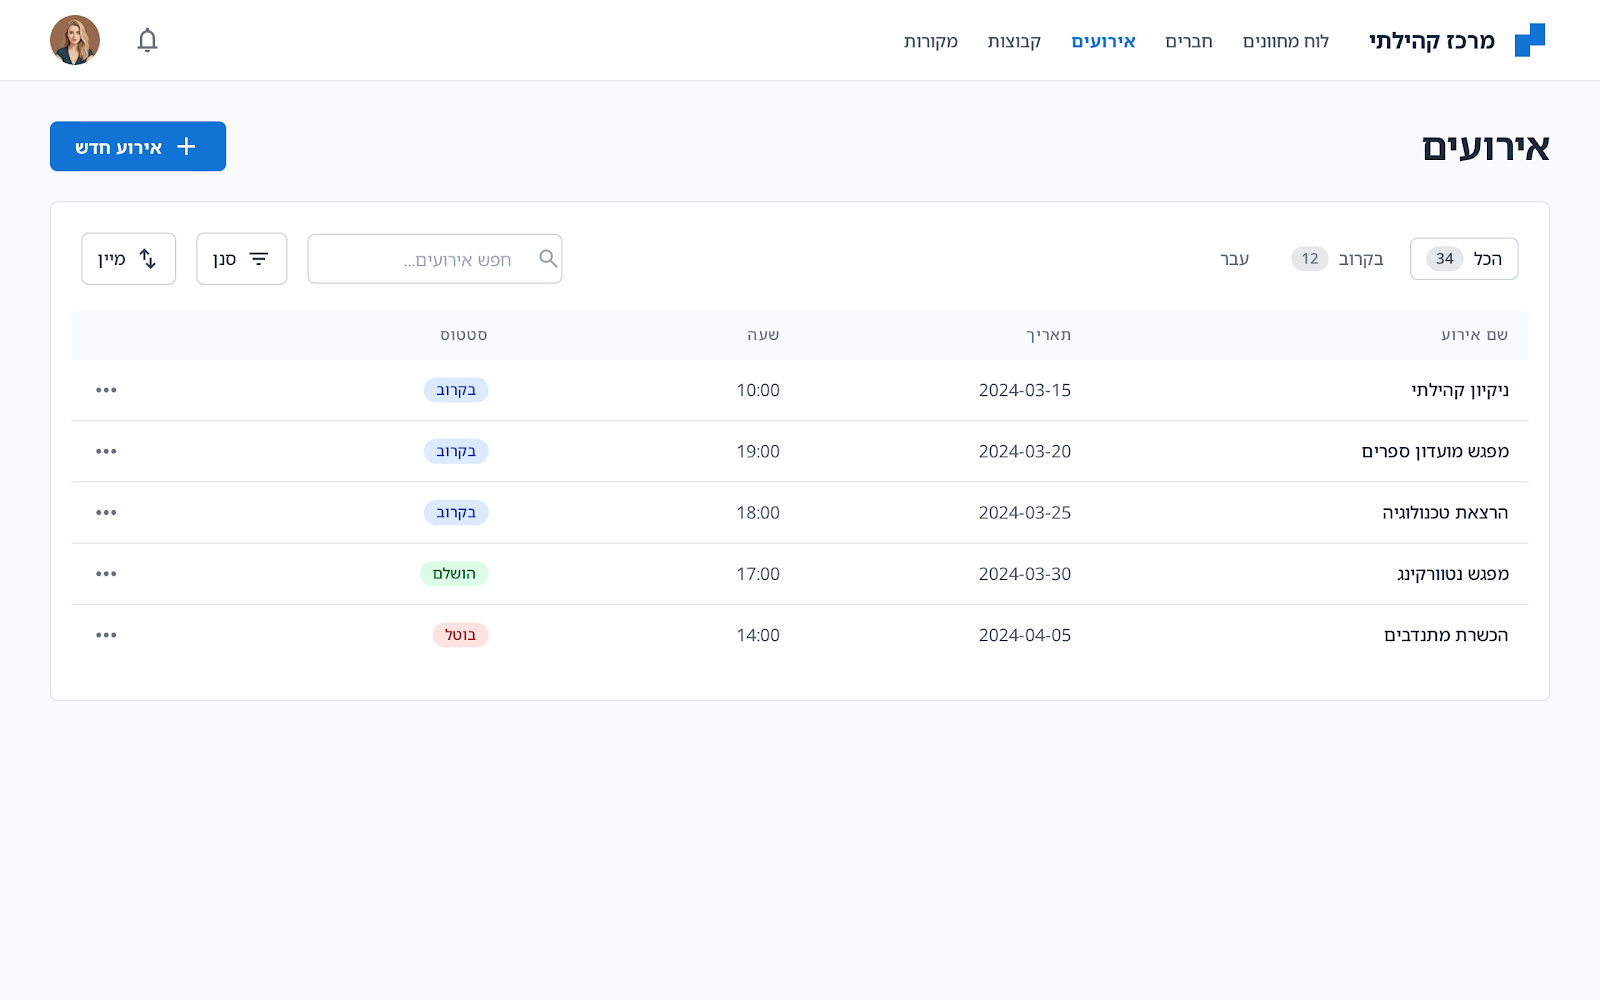 מרכז קהילתי
לוח מחוונים חברים אירועים קבוצות מקורות
אירועים
אירוע חדש
הכל 34 בקרוב 12 עבר
חפש אירועים...
סנן
מיין
שם אירוע תאריך שעה סטטוס
ניקיון קהילתי 2024-03-15 10:00 בקרוב
מפגש מועדון ספרים 2024-03-20 19:00 בקרוב
הרצאת טכנולוגיה 2024-03-25 18:00 בקרוב
מפגש נטוורקינג 2024-03-30 17:00 הושלם
הכשרת מתנדבים 2024-04-05 14:00 בוטל